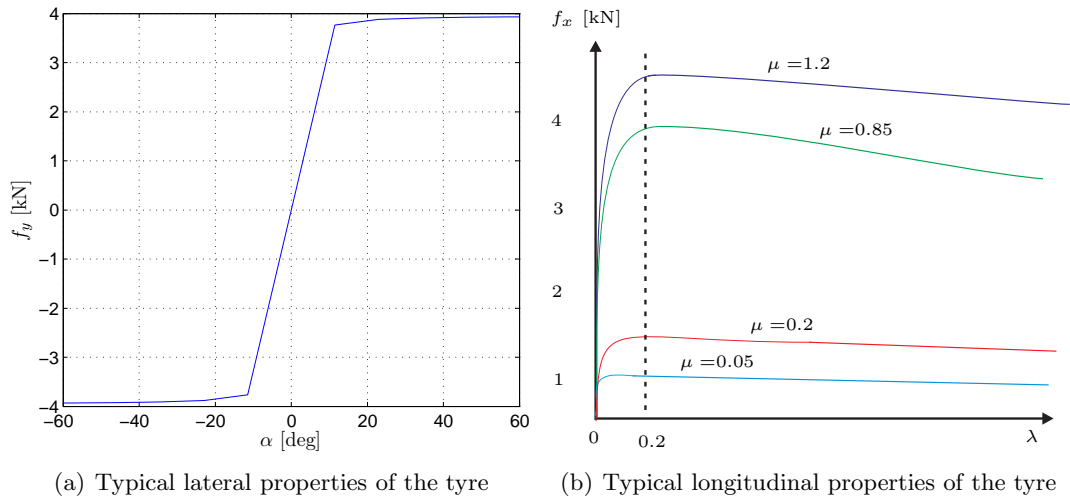 4
3
2
1
0
−1
−2
−3
−4
f_y [kN]
−60 −40 −20 0 20 40 60
α [deg]
(a) Typical lateral properties of the tyre
f_x [kN]
4
3
2
1
μ =1.2
μ =0.85
μ =0.2
μ =0.05
0
0.2
λ
(b) Typical longitudinal properties of the tyre